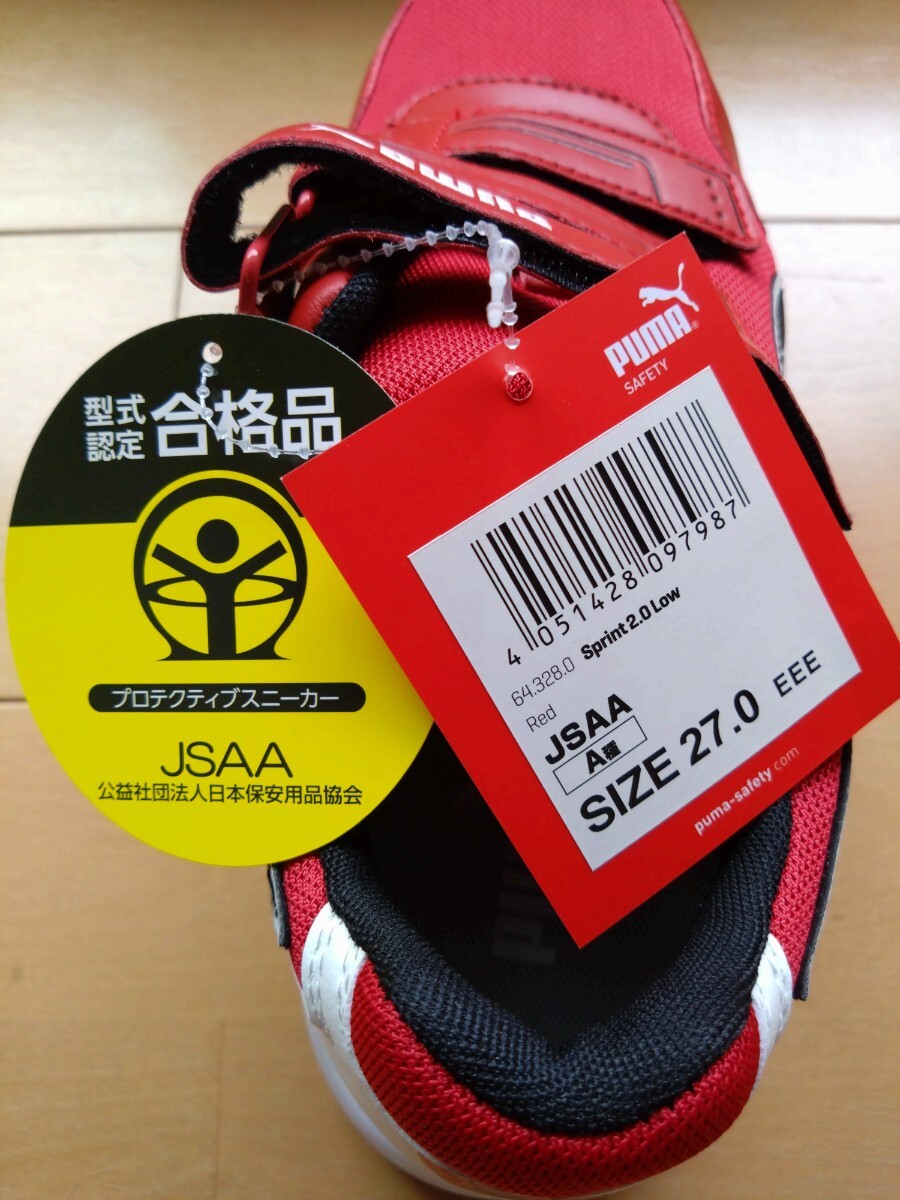 PUMA
型式
認定
合格品
プロテクティブスニーカー
JSAA
公益社団法人日本保安用品協会
PUMA®
SAFETY
4 051428 097987
64.328.0 Sprint 2.0 Low
Red
JSAA
A種
SIZE 27.0 EEE
puma-safety.com